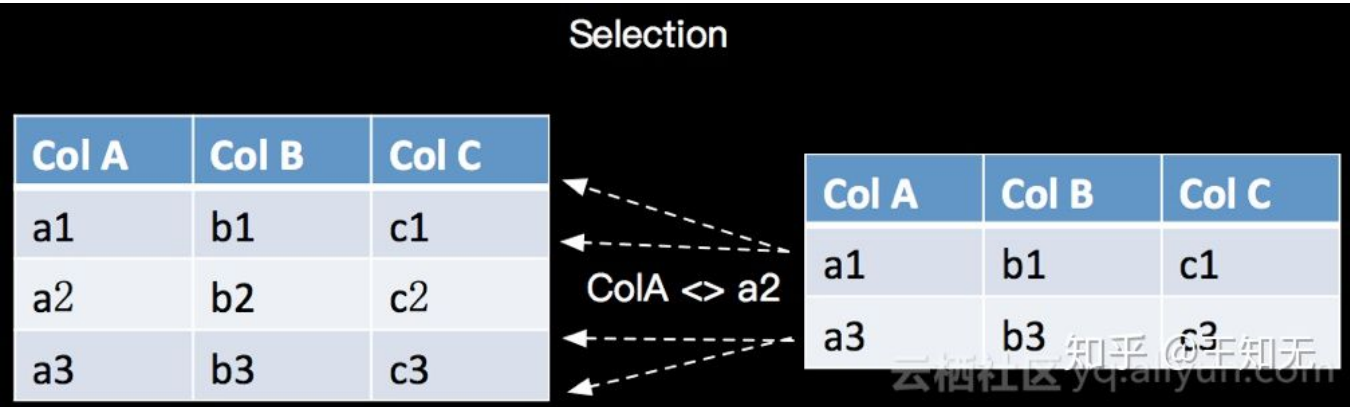 Selection
Col A Col B Col C
a1 b1 c1
a2 b2 c2
a3 b3 c3
ColA <> a2
Col A Col B Col C
a1 b1 c1
a3 b3 c3
知乎 @王知无
云栖社区 yq.aliyun.com